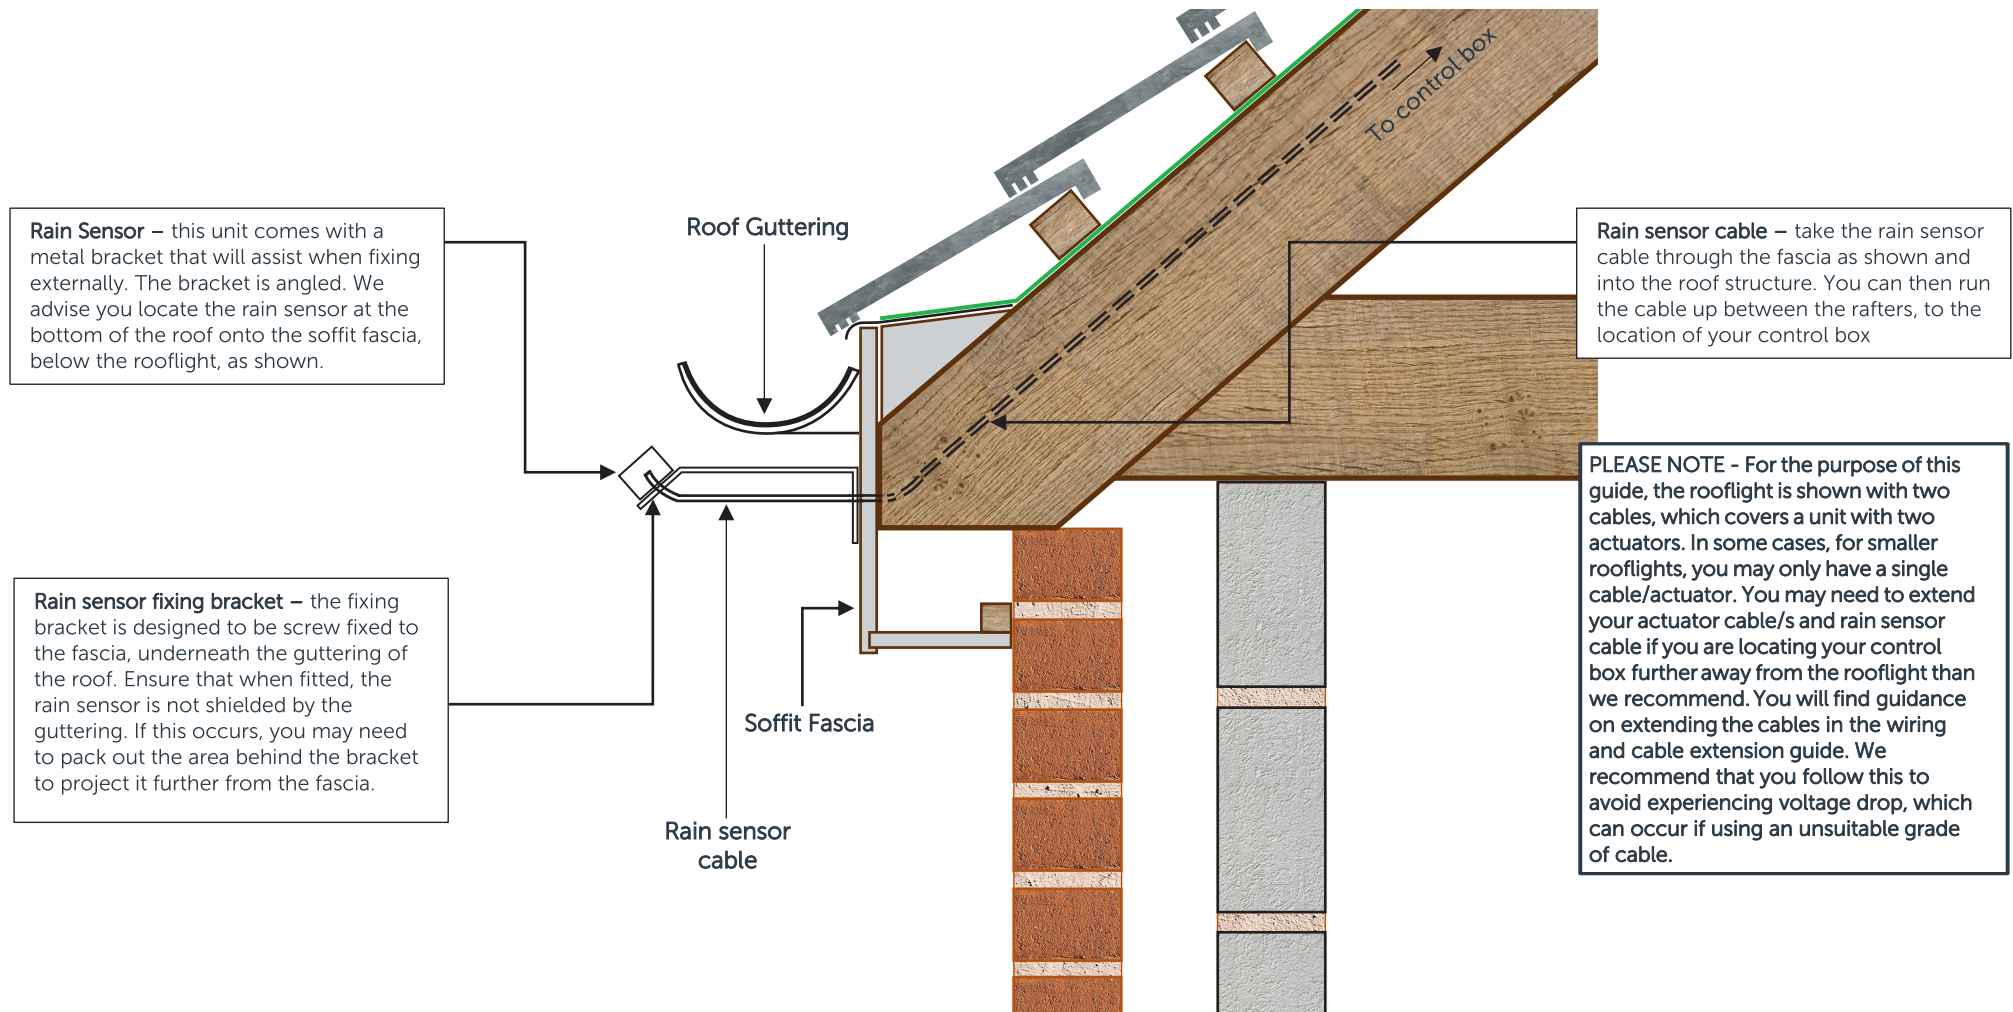 Rain Sensor – this unit comes with a
metal bracket that will assist when fixing
externally. The bracket is angled. We
advise you locate the rain sensor at the
bottom of the roof onto the soffit fascia,
below the rooflight, as shown.
Roof Guttering
To control box
Rain sensor cable – take the rain sensor
cable through the fascia as shown and
into the roof structure. You can then run
the cable up between the rafters, to the
location of your control box
Rain sensor fixing bracket – the fixing
bracket is designed to be screw fixed to
the fascia, underneath the guttering of
the roof. Ensure that when fitted, the
rain sensor is not shielded by the
guttering. If this occurs, you may need
to pack out the area behind the bracket
to project it further from the fascia.
Soffit Fascia
Rain sensor
cable
PLEASE NOTE - For the purpose of this
guide, the rooflight is shown with two
cables, which covers a unit with two
actuators. In some cases, for smaller
rooflights, you may only have a single
cable/actuator. You may need to extend
your actuator cable/s and rain sensor
cable if you are locating your control
box further away from the rooflight than
we recommend. You will find guidance
on extending the cables in the wiring
and cable extension guide. We
recommend that you follow this to
avoid experiencing voltage drop, which
can occur if using an unsuitable grade
of cable.